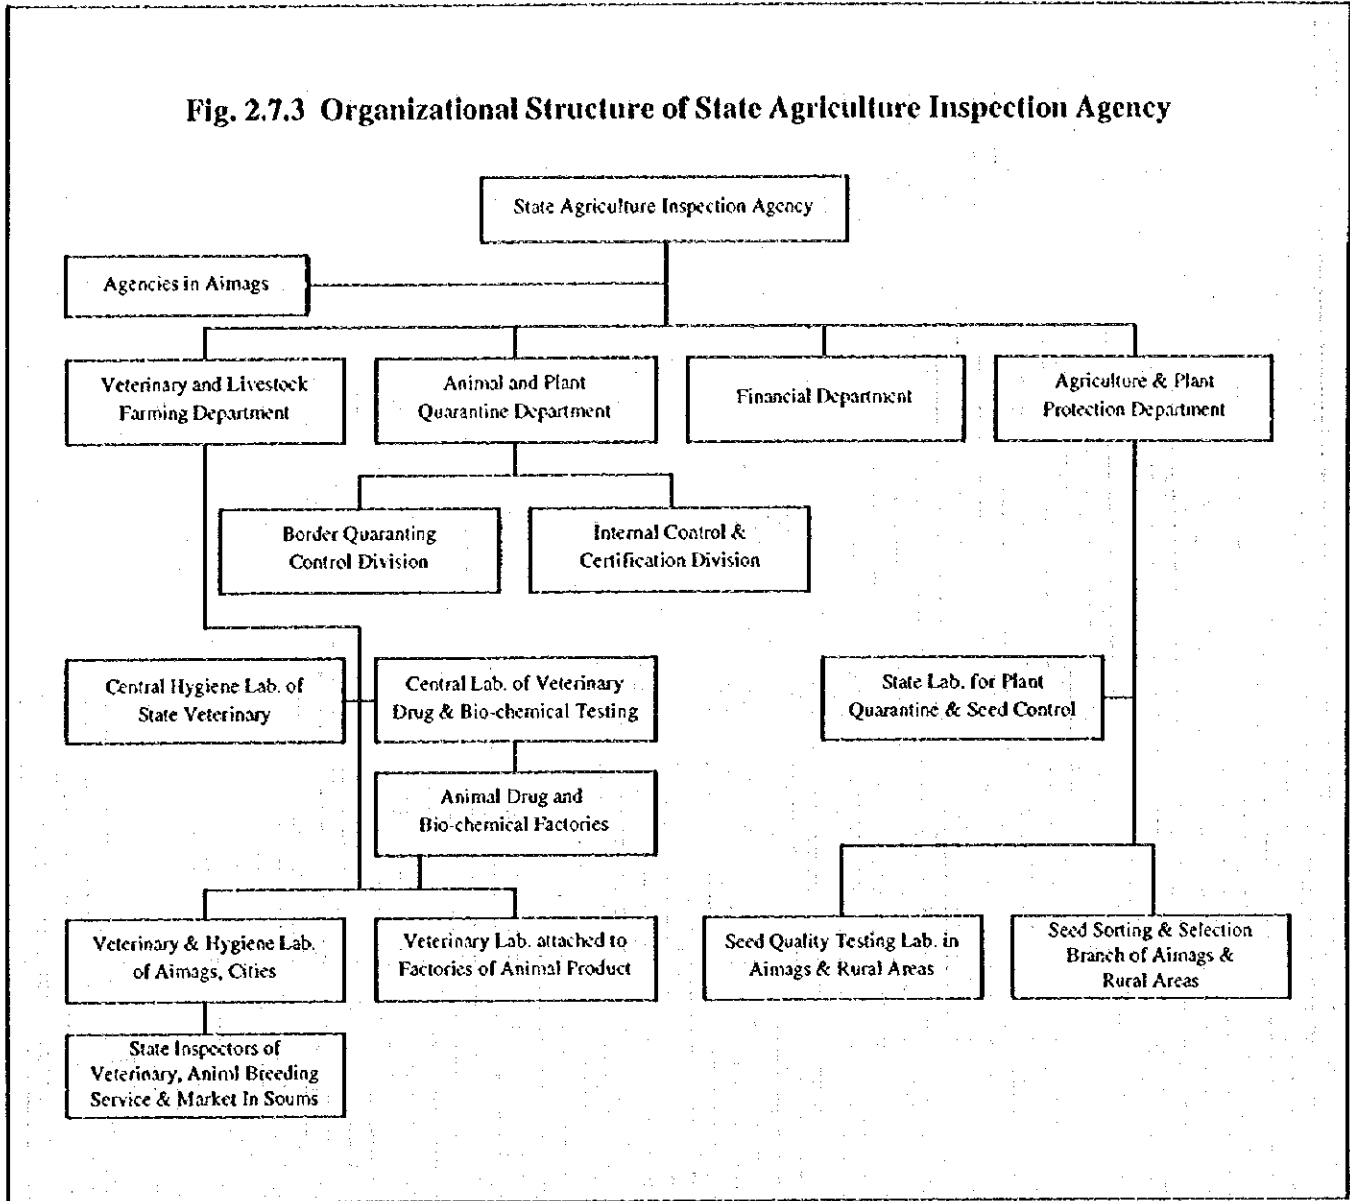 Fig. 2.7.3 Organizational Structure of State Agriculture Inspection Agency
State Agriculture Inspection Agency
Agencies in Aimags
Veterinary and Livestock
Farming Department
Animal and Plant
Quarantine Department
Financial Department
Agriculture & Plant
Protection Department
Border Quaranting
Control Division
Internal Control &
Certification Division
Central Hygiene Lab. of
State Veterinary
Central Lab. of Veterinary
Drug & Bio-chemical Testing
State Lab. for Plant
Quarantine & Seed Control
Animal Drug and
Bio-chemical Factories
Veterinary & Hygiene Lab.
of Aimags, Cities
Veterinary Lab. attached to
Factories of Animal Product
Seed Quality Testing Lab. in
Aimags & Rural Areas
Seed Sorting & Selection
Branch of Aimags &
Rural Areas
State Inspectors of
Veterinary, Animl Breeding
Service & Market In Soums